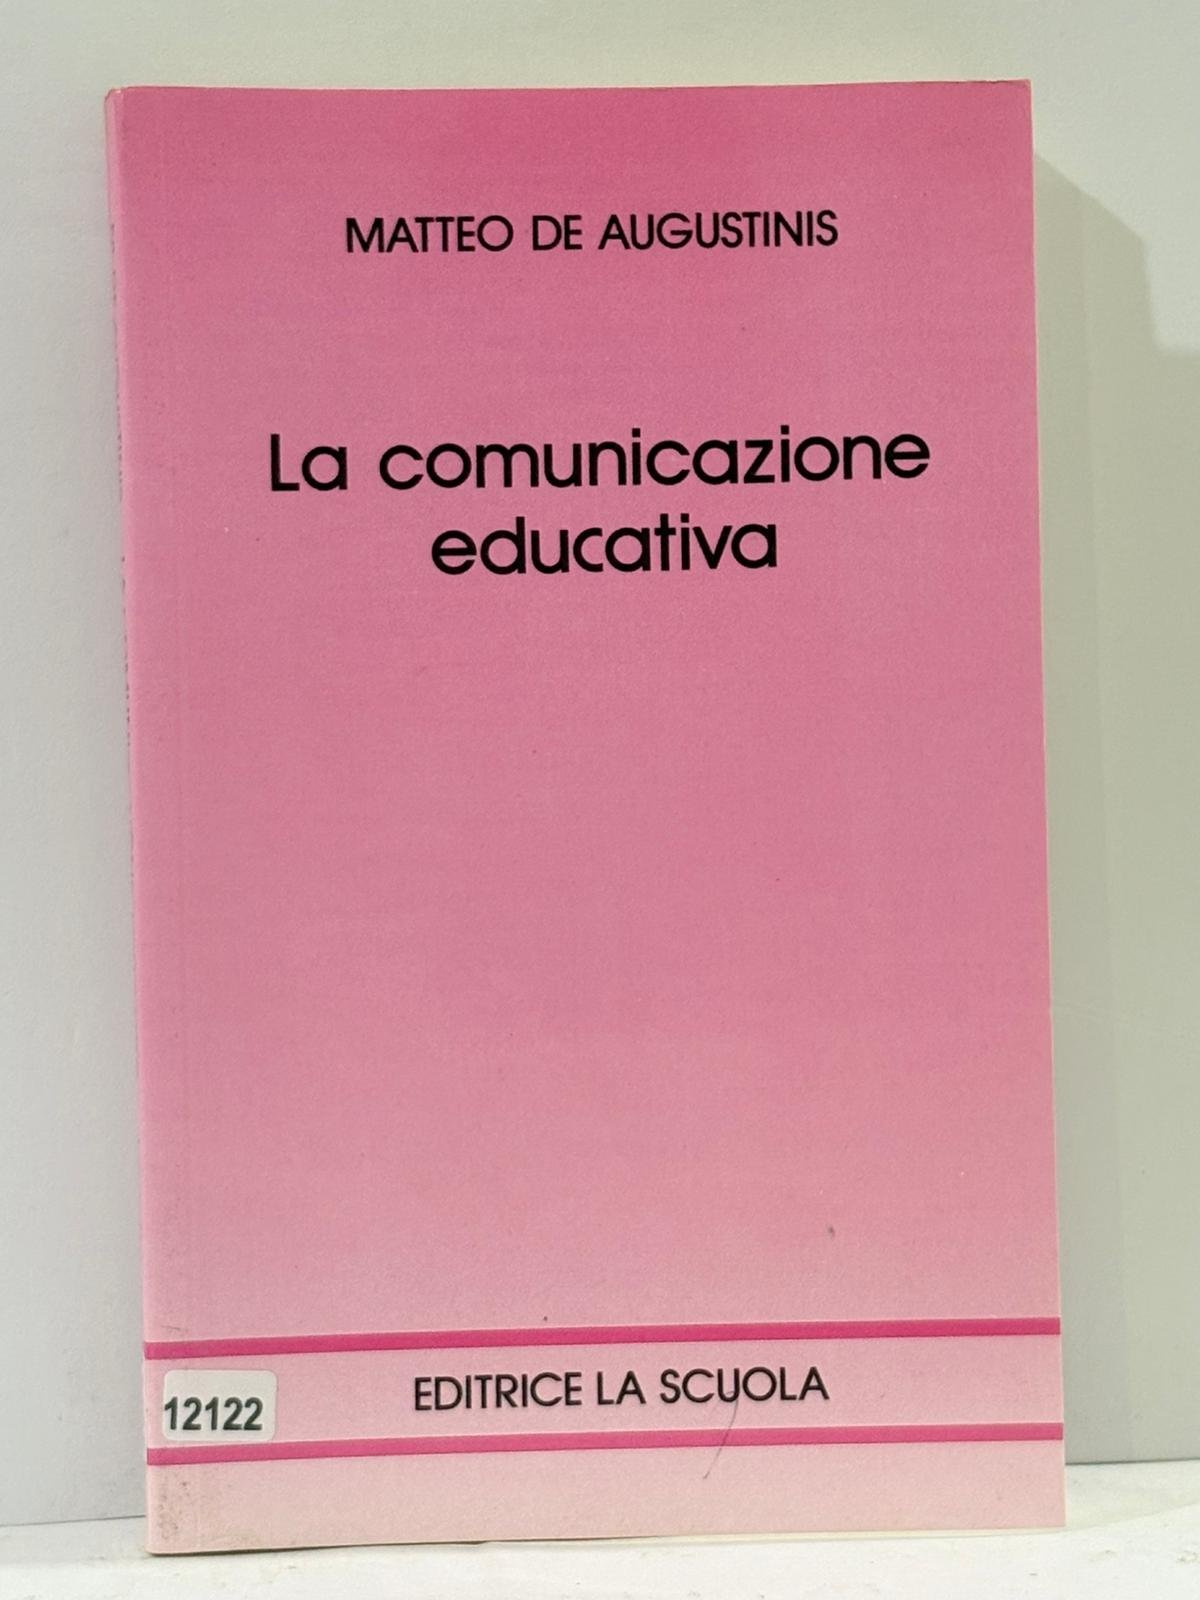 MATTEO DE AUGUSTINIS
La comunicazione
educativa
EDITRICE LA SCUOLA
12122